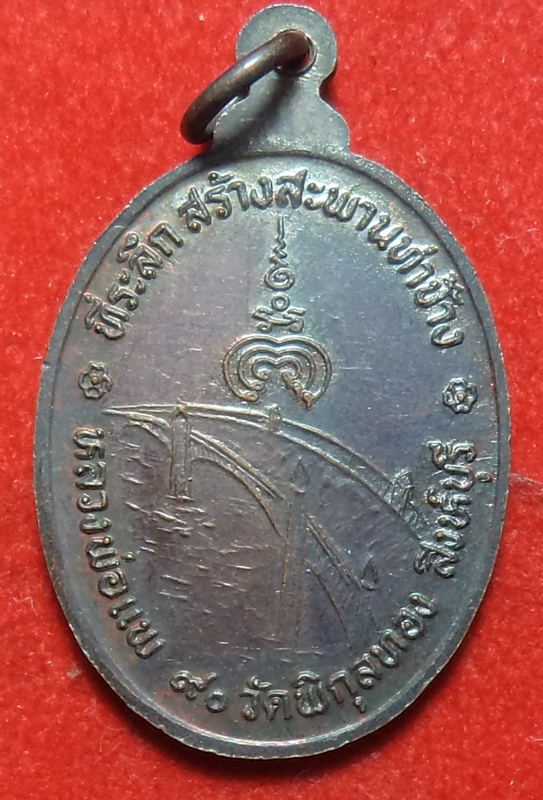 ที่ระลึก สร้างสะพานท่าช้าง
หลวงพ่อแพ ๙๐ วัดพิกุลทอง สิงห์บุรี